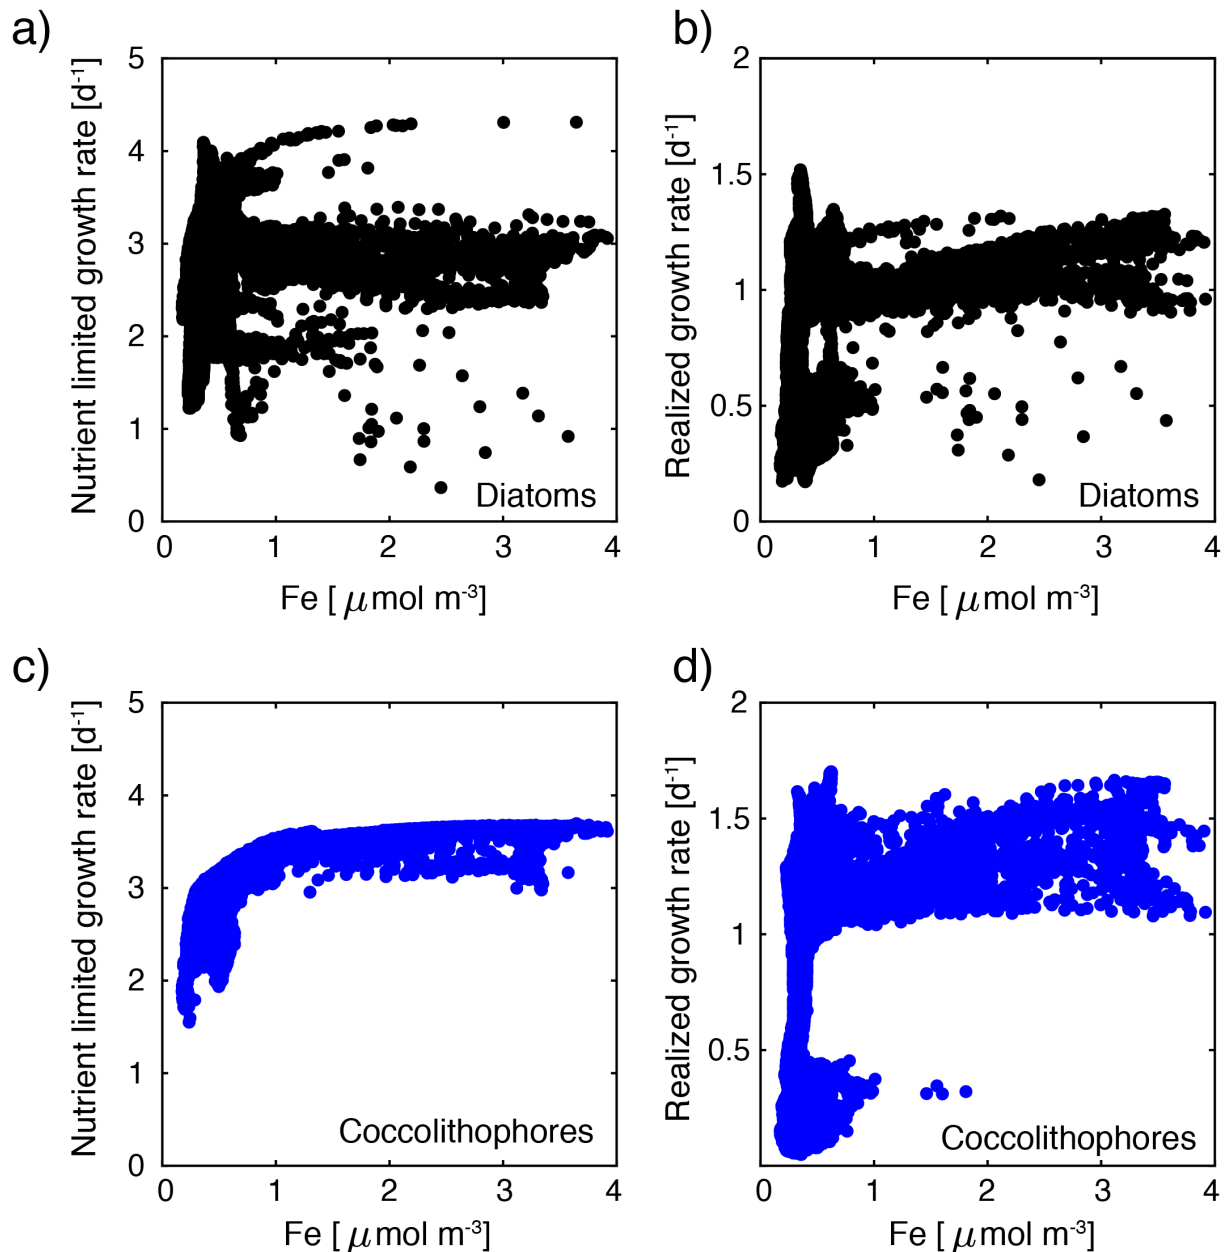 a)
Nutrient limited growth rate [d-1]
5
4
3
2
1
0
Diatoms
0 1 2 3 4
Fe [ μmol m-3]
b)
Realized growth rate [d-1]
2
1.5
1
0.5
0
Diatoms
0 1 2 3 4
Fe [ μmol m-3]
c)
Nutrient limited growth rate [d-1]
5
4
3
2
1
0
Coccolithophores
0 1 2 3 4
Fe [ μmol m-3]
d)
Realized growth rate [d-1]
2
1.5
1
0.5
Coccolithophores
0 1 2 3 4
Fe [ μmol m-3]